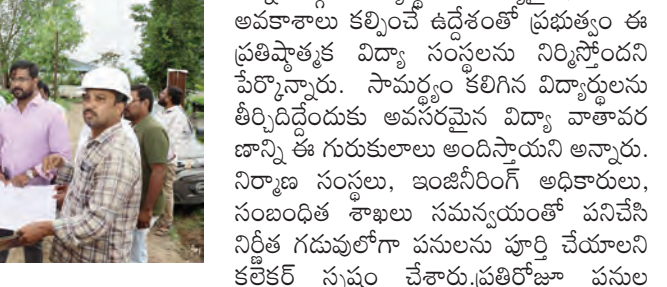 అవకాశాలు కల్పించే ఉద్దేశంతో ప్రభుత్వం ఈ
ప్రతిష్ఠాత్మక విద్యా సంస్థలను నిర్మిస్తోందని
పేర్కొన్నారు. సామర్థ్యం కలిగిన విద్యార్థులను
తీర్చిదిద్దేందుకు అవసరమైన విద్యా వాతావర
ణాన్ని ఈ గురుకులాలు అందిస్తాయని అన్నారు.
నిర్మాణ సంస్థలు, ఇంజినీరింగ్ అధికారులు,
సంబంధిత శాఖలు సమన్వయంతో పనిచేసి
నిర్ణీత గడువులోగా పనులను పూర్తి చేయాలని
కలెక్టర్ స్పష్టం చేశారు.ప్రతిరోజూ పనుల